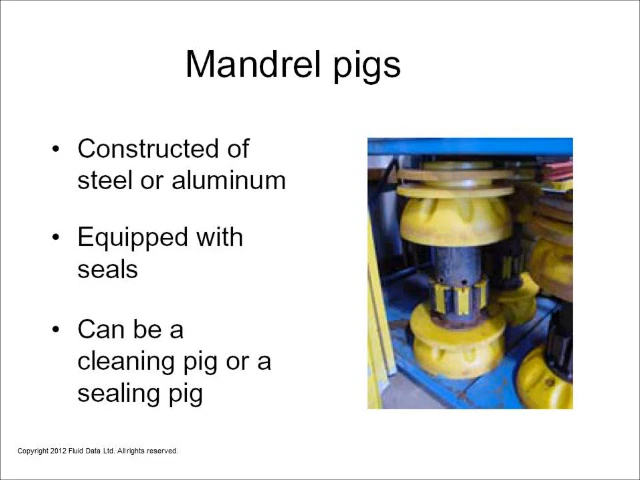 Mandrel pigs
• Constructed of
steel or aluminum
• Equipped with
seals
• Can be a
cleaning pig or a
sealing pig
Copyright 2012 Fluid Data Ltd. All rights reserved.